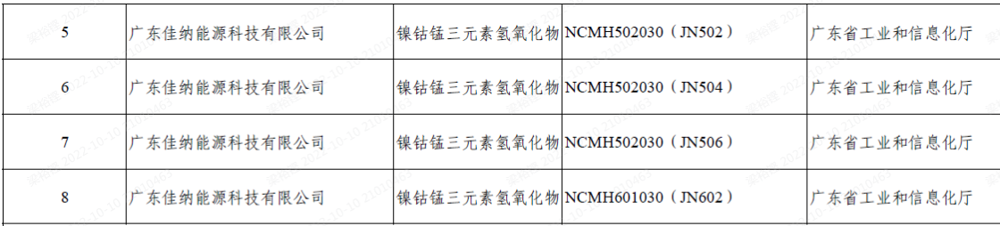 5 广东佳纳能源科技有限公司 镍钴锰三元素氢氧化物 NCMH502030（JN502） 广东省工业和信息化厅
6 广东佳纳能源科技有限公司 镍钴锰三元素氢氧化物 NCMH502030（JN504） 广东省工业和信息化厅
7 广东佳纳能源科技有限公司 镍钴锰三元素氢氧化物 NCMH502030（JN506） 广东省工业和信息化厅
8 广东佳纳能源科技有限公司 镍钴锰三元素氢氧化物 NCMH601030（JN602） 广东省工业和信息化厅